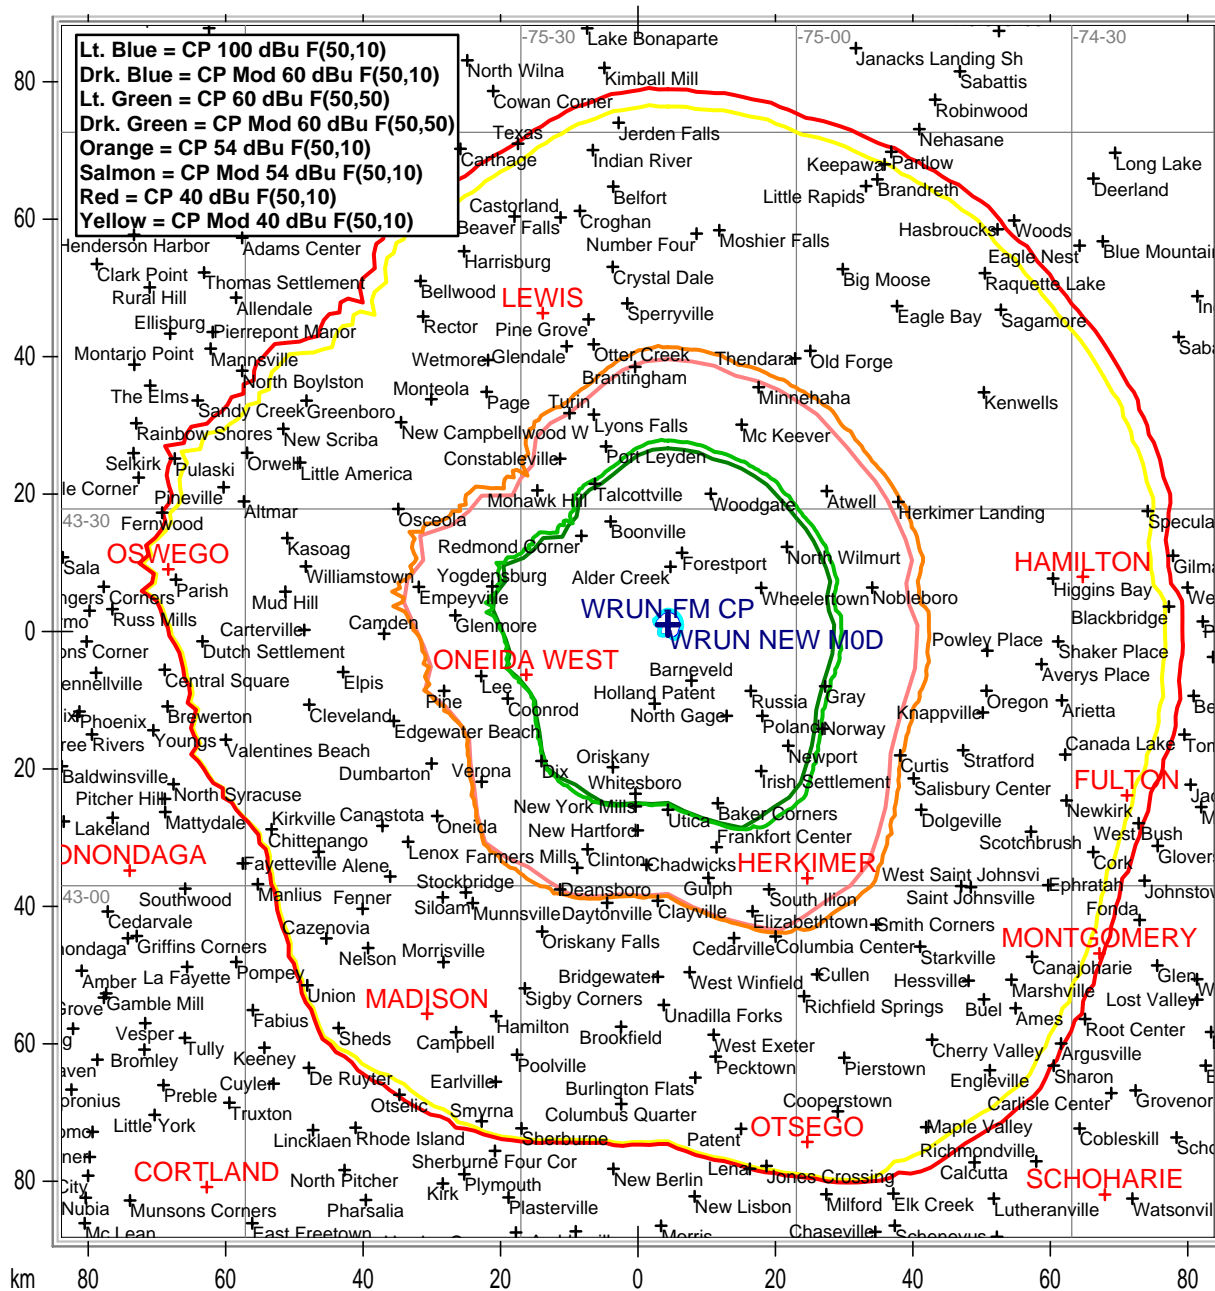 Lt. Blue = CP 100 dBu F(50,10)
Drk. Blue = CP Mod 60 dBu F(50,10)
Lt. Green = CP 60 dBu F(50,50)
Drk. Green = CP Mod 60 dBu F(50,50)
Orange = CP 54 dBu F(50,10)
Salmon = CP Mod 54 dBu F(50,10)
Red = CP 40 dBu F(50,10)
Yellow = CP Mod 40 dBu F(50,10)
-75-30
-75-00
-74-30
Lake Bonaparte
Janacks Landing Sh
North Wilna
Kimball Mill
Sabattis
80
Cowan Corner
Robinwood
Texas
Jerden Falls
Nehasane
Carthage
Indian River
Keepawa
Partlow
Long Lake
Belfort
Little Rapids
Brandreth
Deerland
60
Castorland
Beaver Falls
Croghan
Number Four
Moshier Falls
Hasbroucks
Woods
Henderson Harbor
Adams Center
Harrisburg
Eagle Nest
Blue Mountain
Clark Point
Thomas Settlement
Crystal Dale
Big Moose
Raquette Lake
Rural Hill
Allendale
Bellwood
LEWIS
Sperryville
Eagle Bay
Sagamore
Ellisburg
Pierrepont Manor
Rector
Pine Grove
40
Montario Point
Mannsville
Wetmore
Glendale
Otter Creek
Thendara
Old Forge
North Boylston
Brantingham
The Elms
Monteola
Page
Turin
Minnehaha
Kenwells
Sandy Creek
Greenboro
Rainbow Shores
New Scriba
New Campbellwood W
Lyons Falls
Mc Keever
Selkirk
Pulaski
Orwell
Little America
Constableville
Port Leyden
20
Pineville
Mohawk Hill
Talcottville
Woodgate
Atwell
Herkimer Landing
43-30
Fernwood
Altmar
Osceola
Boonville
Specula
OSWEGO
Kasoag
Redmond Corner
Forestport
North Wilmurt
HAMILTON
Sala
Parish
Williamstown
Yogdensburg
Alder Creek
Wheelertown
Nobleboro
Higgins Bay
Russ Mills
Mud Hill
Empeyville
WRUN FM CP
Blackbridge
0
Carterville
Camden
Glenmore
WRUN NEW M0D
Powley Place
Shaker Place
Dutch Settlement
ONEIDA WEST
Barneveld
Averys Place
Central Square
Elpis
Lee
Pine
Coonrod
Holland Patent
Russia
Gray
Oregon
Phoenix
Brewerton
Cleveland
North Gage
Poland
Norway
Knappville
Arietta
Youngs
Valentines Beach
Edgewater Beach
Newport
Canada Lake
20
Baldwinsville
North Syracuse
Dumbarton
Verona
Dix
Oriskany
Whitesboro
Irish Settlement
Curtis
Stratford
FULTON
Pitcher Hill
Salisbury Center
Newkirk
Lakeland
Mattydale
Kirkville
Canastota
Oneida
New York Mills
Utica
Baker Corners
Dolgeville
West Bush
Chittenango
New Hartford
Frankfort Center
Scotchbrush
ONONDAGA
Fayetteville
Alene
Lenox
Farmers Mills
Clinton
Chadwicks
HERKIMER
Cork
43-00
Southwood
Manlius
Fenner
Stockbridge
Deansboro
Gulph
South Ilion
West Saint Johnsvi
Ephratah
40
Cedarvale
Siloam
Munnsville
Daytonville
Clayville
Elizabethtown
Saint Johnsville
Fonda
Griffins Corners
Cazenovia
Oriskany Falls
Cedarville
Columbia Center
Smith Corners
MONTGOMERY
Amber
La Fayette
Pompey
Nelson
Morrisville
Bridgewater
West Winfield
Cullen
Starkville
Canajoharie
Glen
Gamble Mill
Union
MADISON
Sigby Corners
Richfield Springs
Hessville
Marshville
Lost Valley
Vesper
Fabius
Sheds
Hamilton
Unadilla Forks
Buel
Ames
Root Center
60
Tully
Campbell
Brookfield
West Exeter
Cherry Valley
Argusville
Bromley
Keeney
Poolville
Pecktown
Pierstown
Sharon
Preble
Cuyler
De Ruyter
Earlville
Burlington Flats
Engleville
Carlisle Center
Grovenor
Little York
Truxton
Otselic
Smyrna
Columbus Quarter
Cooperstown
Lincklaen
Rhode Island
Sherburne
Patent
OTSEGO
Maple Valley
Cobleskill
Sherburne Four Cor
Lena
Richmondville
80
CORTLAND
North Pitcher
Plymouth
New Berlin
Jones Crossing
Calcutta
SCHOHARIE
Nubia
Munsons Corners
Pharsalia
Kirk
Plasterville
New Lisbon
Milford
Elk Creek
Lutheranville
Mc Lean
East Freetown
Morris
Chaseville
Schenevus
km
80
60
40
20
0
20
40
60
80